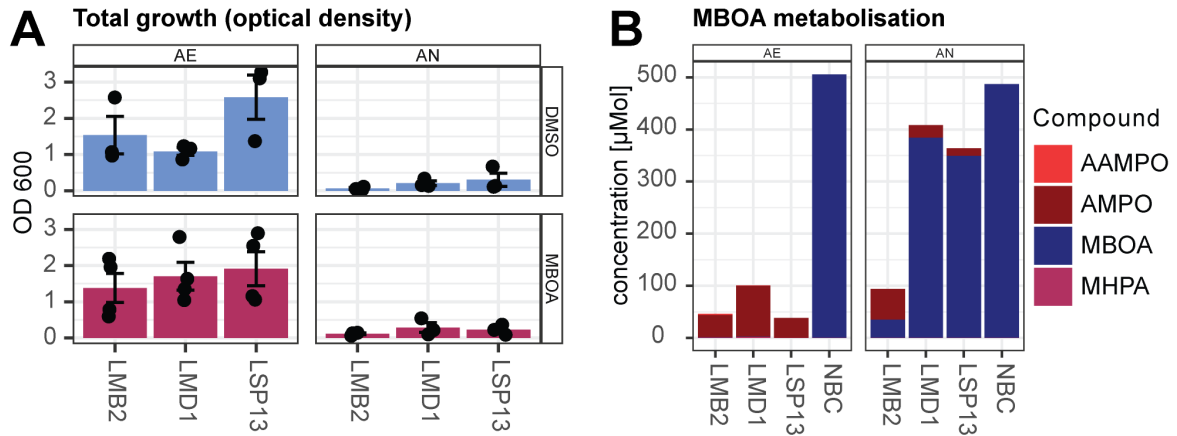 A Total growth (optical density)
AE AN
OD 600
3
2
1
0
DMSO
3
2
1
0
MBOA
LMB2 LMD1 LSP13 LMB2 LMD1 LSP13
B MBOA metabolisation
AE AN
concentration [µMol]
500
400
300
200
100
0
LMB2 LMD1 LSP13 NBC LMB2 LMD1 LSP13 NBC
Compound
AAMPO
AMPO
MBOA
MHPA